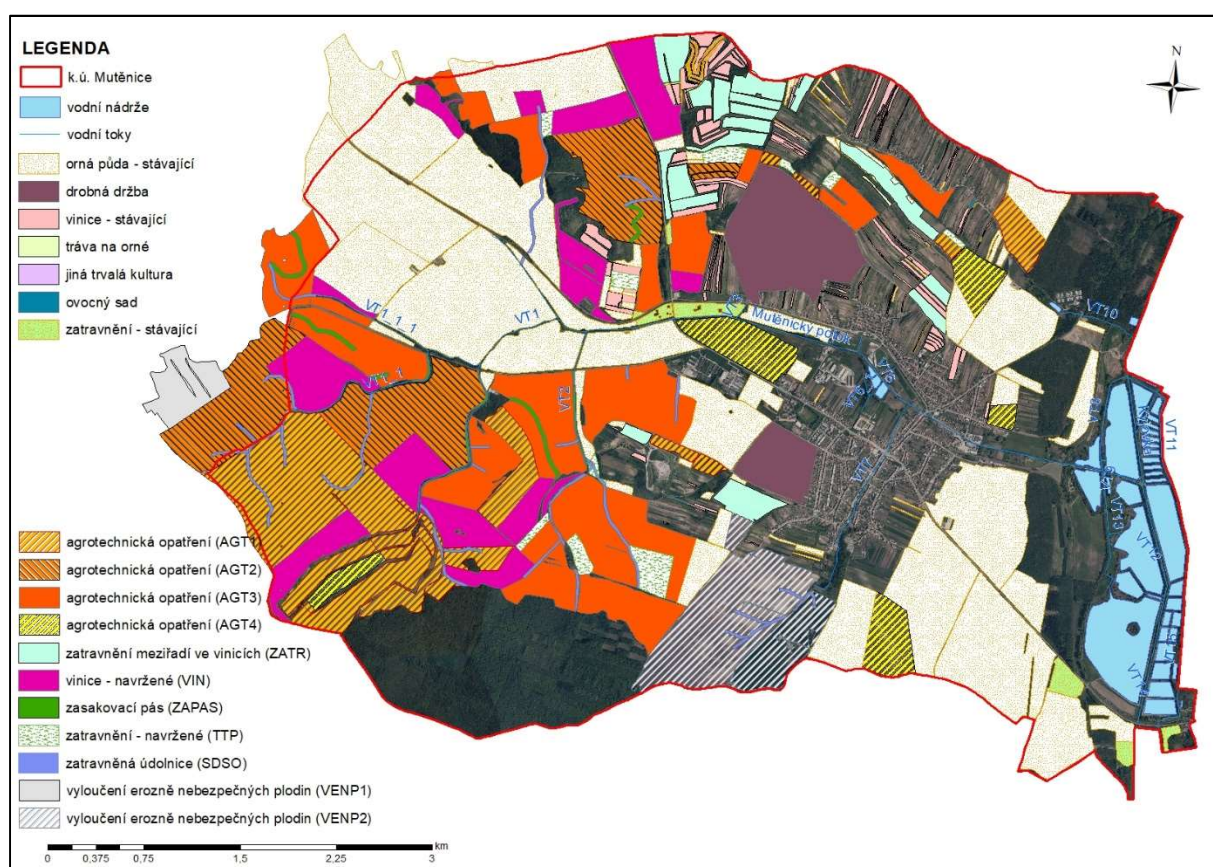 LEGENDA
k.ú. Mutěnice
vodní nádrže
vodní toky
orná půda - stávající
drobná držba
vinice - stávající
tráva na orné
jiná trvalá kultura
ovocný sad
zatravnění - stávající
agrotechnická opatření (AGT1)
agrotechnická opatření (AGT2)
agrotechnická opatření (AGT3)
agrotechnická opatření (AGT4)
zatravnění meziřadí ve vinicích (ZATR)
vinice - navržené (VIN)
zasakovací pás (ZAPAS)
zatravnění - navržené (TTP)
zatravněná údolnice (SDSO)
vyloučení erozně nebezpečných plodin (VENP1)
vyloučení erozně nebezpečných plodin (VENP2)
km
0 0,375 0,75 1,5 2,25 3
N
VT1_1_1
VT1
VT1_1
VT2
VT3
Mutěnický potok
VT5
VT7
VT10
VT11
VT12
VT13